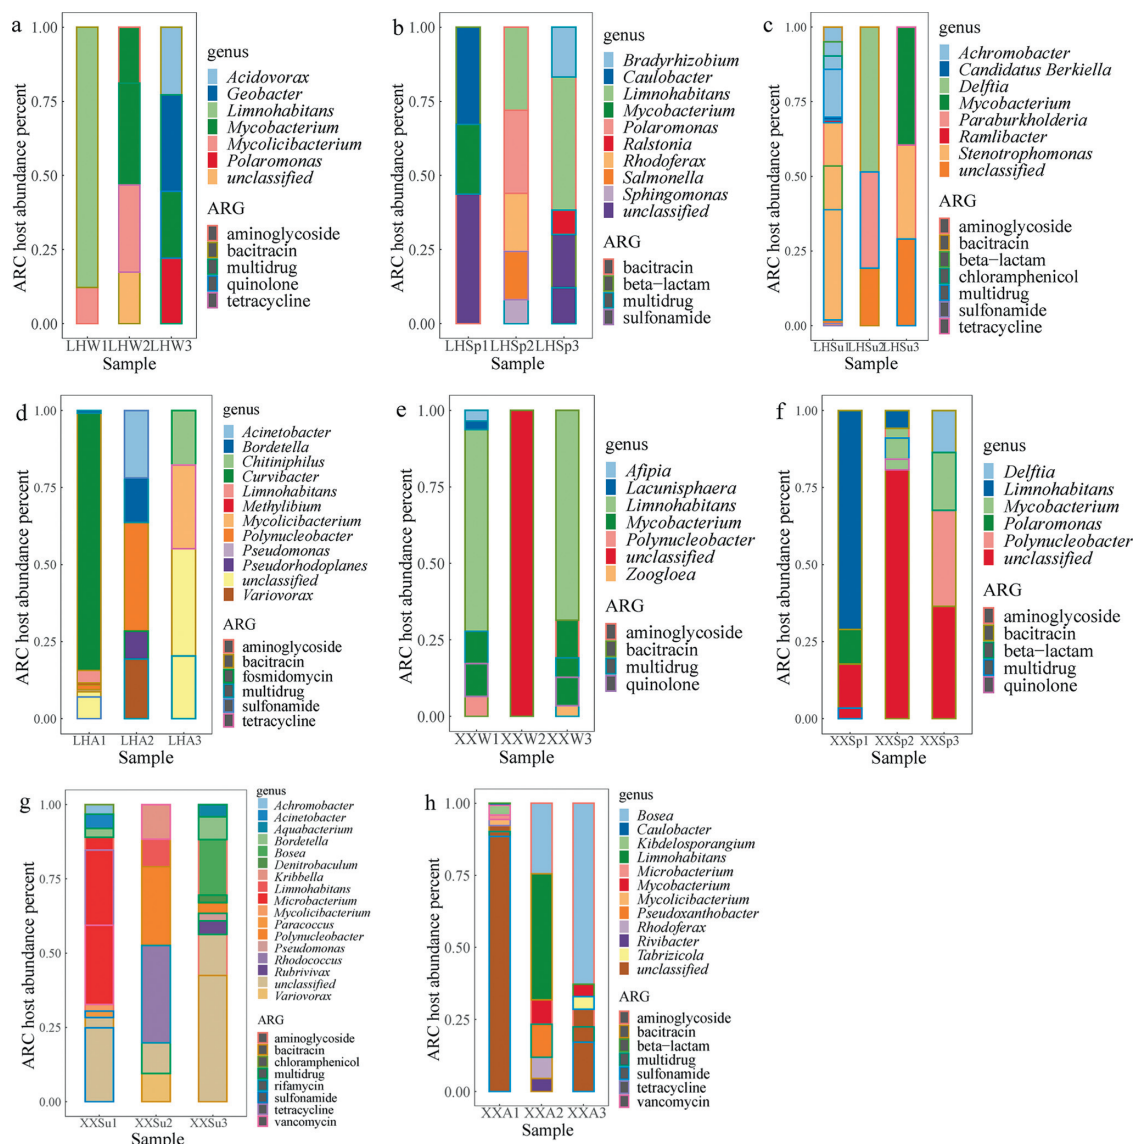 a
ARC host abundance percent
1.00
0.75
0.50
0.25
0.00
LHW1
LHW2
LHW3
Sample
genus
Acidovorax
Geobacter
Limnohabitans
Mycobacterium
Mycolicibacterium
Polaromonas
unclassified
ARG
aminoglycoside
bacitracin
multidrug
quinolone
tetracycline
b
ARC host abundance percent
1.00
0.75
0.50
0.25
0.00
LHSp1
LHSp2
LHSp3
Sample
genus
Bradyrhizobium
Caulobacter
Limnohabitans
Mycobacterium
Polaromonas
Ralstonia
Rhodoferax
Salmonella
Sphingomonas
unclassified
ARG
bacitracin
beta-lactam
multidrug
sulfonamide
c
ARC host abundance percent
1.00
0.75
0.50
0.25
0.00
LHSu1
LHSu2
LHSu3
Sample
genus
Achromobacter
Candidatus Berkiella
Delftia
Mycobacterium
Paraburkholderia
Ramlibacter
Stenotrophomonas
unclassified
ARG
aminoglycoside
bacitracin
beta-lactam
chloramphenicol
multidrug
sulfonamide
tetracycline
d
ARC host abundance percent
1.00
0.75
0.50
0.25
0.00
LHA1
LHA2
LHA3
Sample
genus
Acinetobacter
Bordetella
Chitiniphilus
Curvibacter
Limnohabitans
Methylibium
Mycolicibacterium
Polynucleobacter
Pseudomonas
Pseudorhodoplanes
unclassified
Variovorax
ARG
aminoglycoside
bacitracin
fosmidomycin
multidrug
sulfonamide
tetracycline
e
ARC host abundance percent
1.00
0.75
0.50
0.25
0.00
XXW1
XXW2
XXW3
Sample
genus
Afipia
Lacunisphaera
Limnohabitans
Mycobacterium
Polynucleobacter
unclassified
Zoogloea
ARG
aminoglycoside
bacitracin
multidrug
quinolone
f
ARC host abundance percent
1.00
0.75
0.50
0.25
0.00
XXSp1
XXSp2
XXSp3
Sample
genus
Delftia
Limnohabitans
Mycobacterium
Polaromonas
Polynucleobacter
unclassified
ARG
aminoglycoside
bacitracin
beta-lactam
multidrug
quinolone
g
ARC host abundance percent
1.00
0.75
0.50
0.25
0.00
XXSu1
XXSu2
XXSu3
Sample
genus
Achromobacter
Acinetobacter
Aquabacterium
Bordetella
Bosea
Denitrobaculum
Kribbella
Limnohabitans
Microbacterium
Mycolicibacterium
Paracoccus
Polynucleobacter
Pseudomonas
Rhodococcus
Rubrivivax
unclassified
Variovorax
ARG
aminoglycoside
bacitracin
chloramphenicol
multidrug
rifamycin
sulfonamide
tetracycline
vancomycin
h
ARC host abundance percent
1.00
0.75
0.50
0.25
0.00
XXA1
XXA2
XXA3
Sample
genus
Bosea
Caulobacter
Kibdelosporangium
Limnohabitans
Microbacterium
Mycobacterium
Mycolicibacterium
Pseudoxanthobacter
Rhodoferax
Rivibacter
Tabrizicola
unclassified
ARG
aminoglycoside
bacitracin
beta-lactam
multidrug
sulfonamide
tetracycline
vancomycin